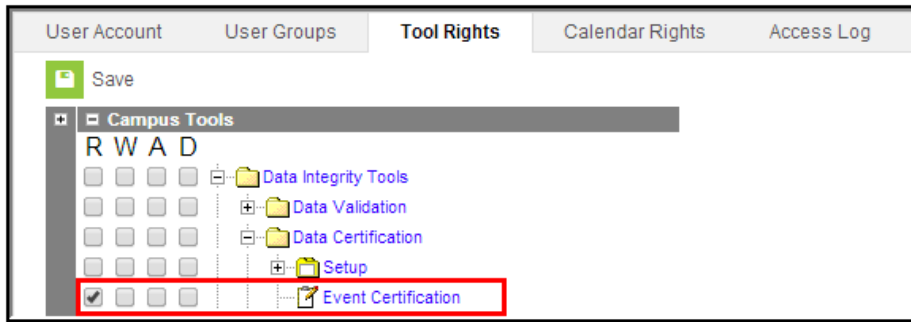 User Account User Groups Tool Rights Calendar Rights Access Log
Save
Campus Tools
R W A D
Data Integrity Tools
Data Validation
Data Certification
Setup
Event Certification